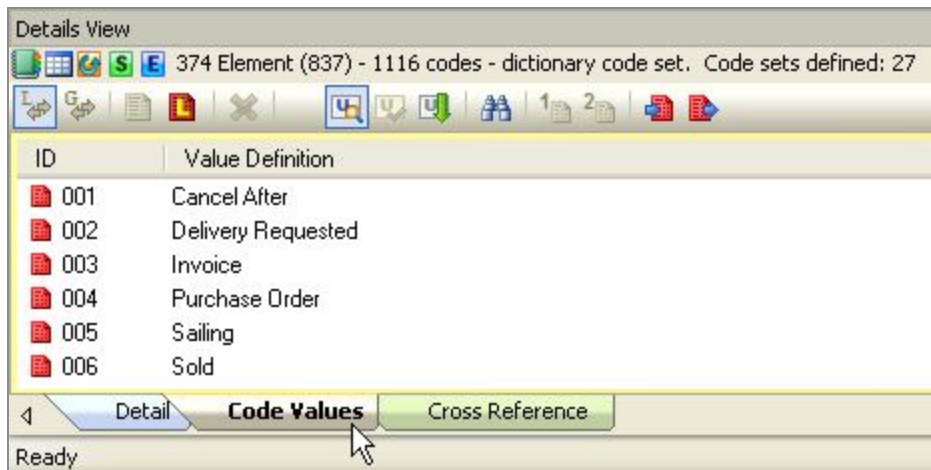 Details View
S E 374 Element (837) - 1116 codes - dictionary code set. Code sets defined: 27
L G L U U U 1 2
ID Value Definition
001 Cancel After
002 Delivery Requested
003 Invoice
004 Purchase Order
005 Sailing
006 Sold
Detail Code Values Cross Reference
Ready